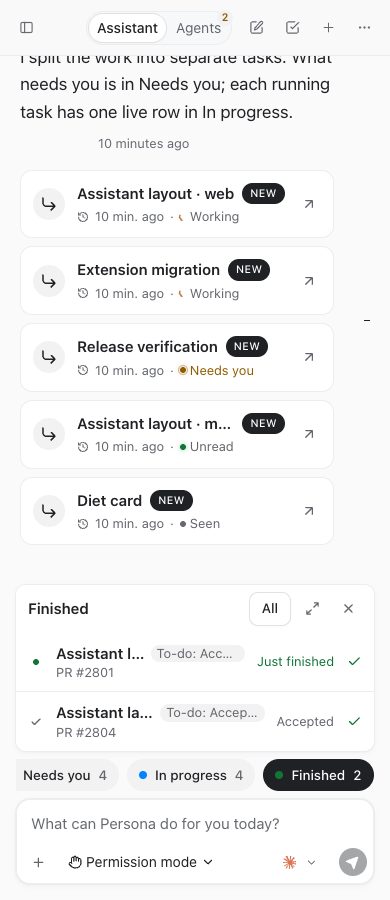 Assistant
Agents
2
I split the work into separate tasks. What
needs you is in Needs you; each running
task has one live row in In progress.
10 minutes ago
Assistant layout · web NEW
10 min. ago · Working
Extension migration NEW
10 min. ago · Working
Release verification NEW
10 min. ago · Needs you
Assistant layout · m... NEW
10 min. ago · Unread
Diet card NEW
10 min. ago · Seen
Finished
All
Assistant l... To-do: Acc...
PR #2801
Just finished
Assistant la... To-do: Accep...
PR #2804
Accepted
Needs you 4
In progress 4
Finished 2
What can Persona do for you today?
Permission mode